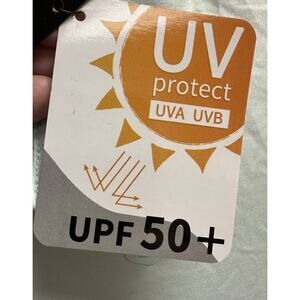 UV
protect
UVA UVB
UPF 50+